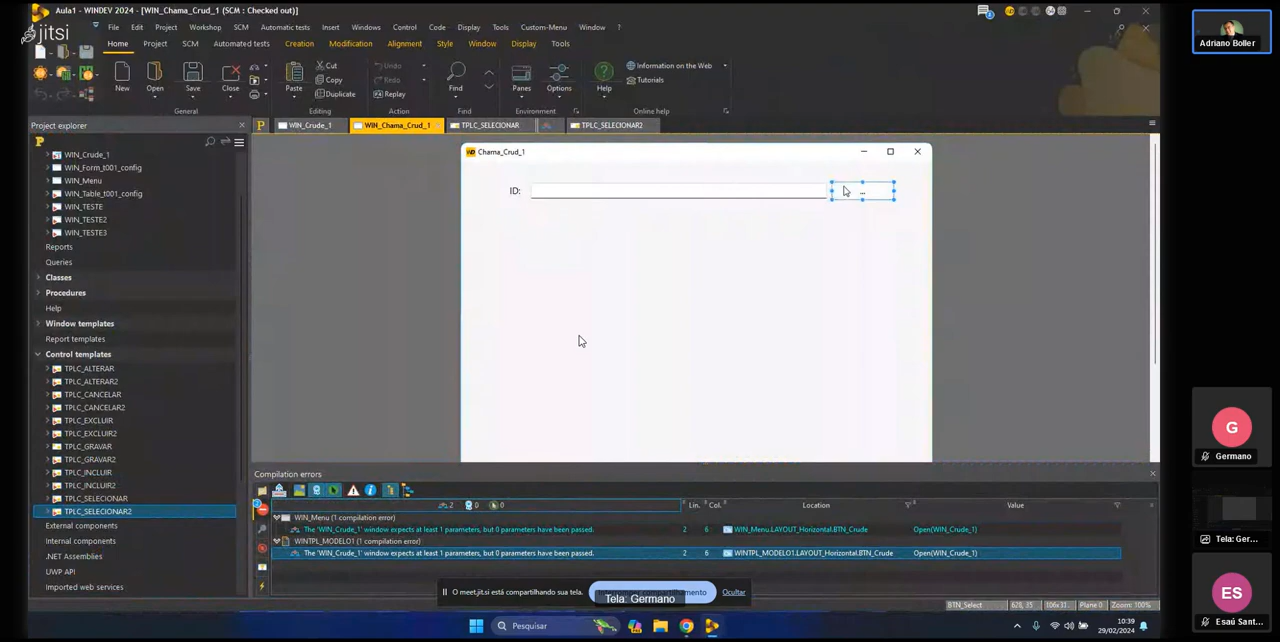 Aula1 - WINDEV 2024 - [WIN_Chama_Crud_1 (SCM : Checked out)]
jitsi
File Edit Project Workshop SCM Automatic tests Insert Windows Control Code Display Tools Custom-Menu Window ?
Home Project SCM Automated tests Creation Modification Alignment Style Window Display Tools
New Open Save Close
General
Paste Cut Copy Duplicate
Editing
Undo Redo Replay
Action
Find
Find
Panes Options
Environment
Help
Information on the Web
Tutorials
Online help
Project explorer
WIN_Crude_1 WIN_Chama_Crud_1 TPLC_SELECIONAR TPLC_SELECIONAR2
WIN_Crude_1
WIN_Form_t001_config
WIN_Menu
WIN_Table_t001_config
WIN_TESTE
WIN_TESTE2
WIN_TESTE3
Reports
Queries
Classes
Procedures
Help
Window templates
Report templates
Control templates
TPLC_ALTERAR
TPLC_ALTERAR2
TPLC_CANCELAR
TPLC_CANCELAR2
TPLC_EXCLUIR
TPLC_EXCLUIR2
TPLC_GRAVAR
TPLC_GRAVAR2
TPLC_INCLUIR
TPLC_INCLUIR2
TPLC_SELECIONAR
TPLC_SELECIONAR2
External components
Internal components
.NET Assemblies
UWP API
Imported web services
Chama_Crud_1
ID:
...
Compilation errors
2 0 0 Lin. Col. Location Value
WIN_Menu (1 compilation error)
The 'WIN_Crude_1' window expects at least 1 parameters, but 0 parameters have been passed. 2 6 WIN_Menu.LAYOUT_Horizontal.BTN_Crude Open(WIN_Crude_1)
WINTPL_MODELO1 (1 compilation error)
The 'WIN_Crude_1' window expects at least 1 parameters, but 0 parameters have been passed. 2 6 WINTPL_MODELO1.LAYOUT_Horizontal.BTN_Crude Open(WIN_Crude_1)
O meet.jit.si está compartilhando sua tela. Ocultar
Tela: Germano
BTN_Select 628, 35 Plane 0 Zoom: 100%
Pesquisar
10:39
29/02/2024
Adriano Boller
G
Germano
Tela: Ger...
ES
Esaú Sant...